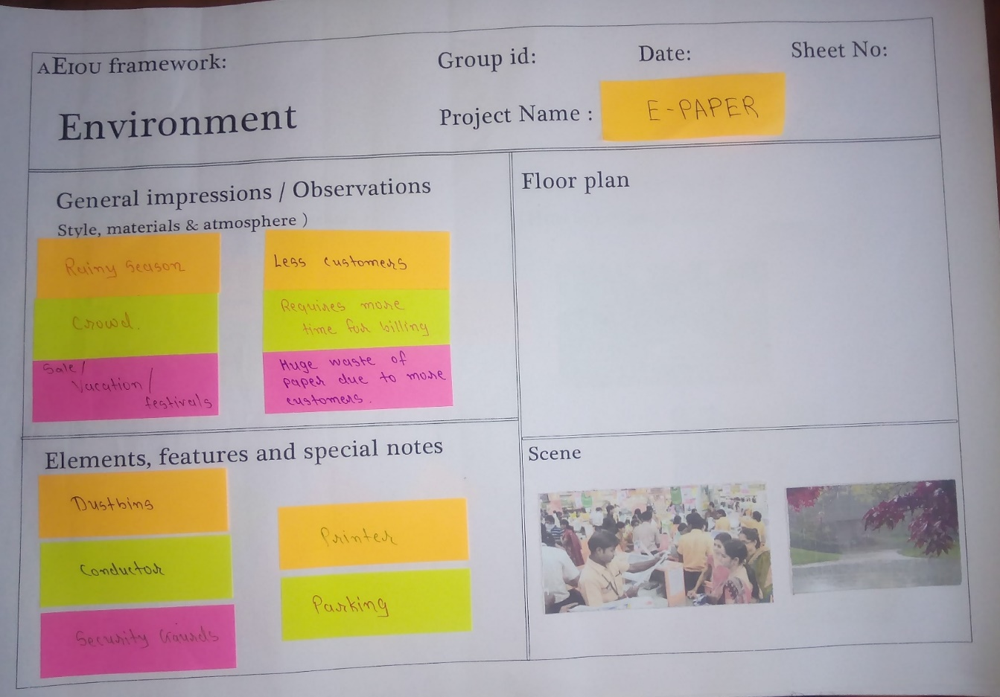 AEIOU framework:
Group id:
Date:
Sheet No:
Environment
Project Name :
E-PAPER
General impressions / Observations
Style, materials & atmosphere )
Rainy Season
Crowd.
Sale /
Vacation /
festivals
Less customers
Requires more
time for billing
Huge waste of
paper due to more
customers.
Floor plan
Elements, features and special notes
Dustbins
Conductor
Security Gaurds
Printer
Parking
Scene